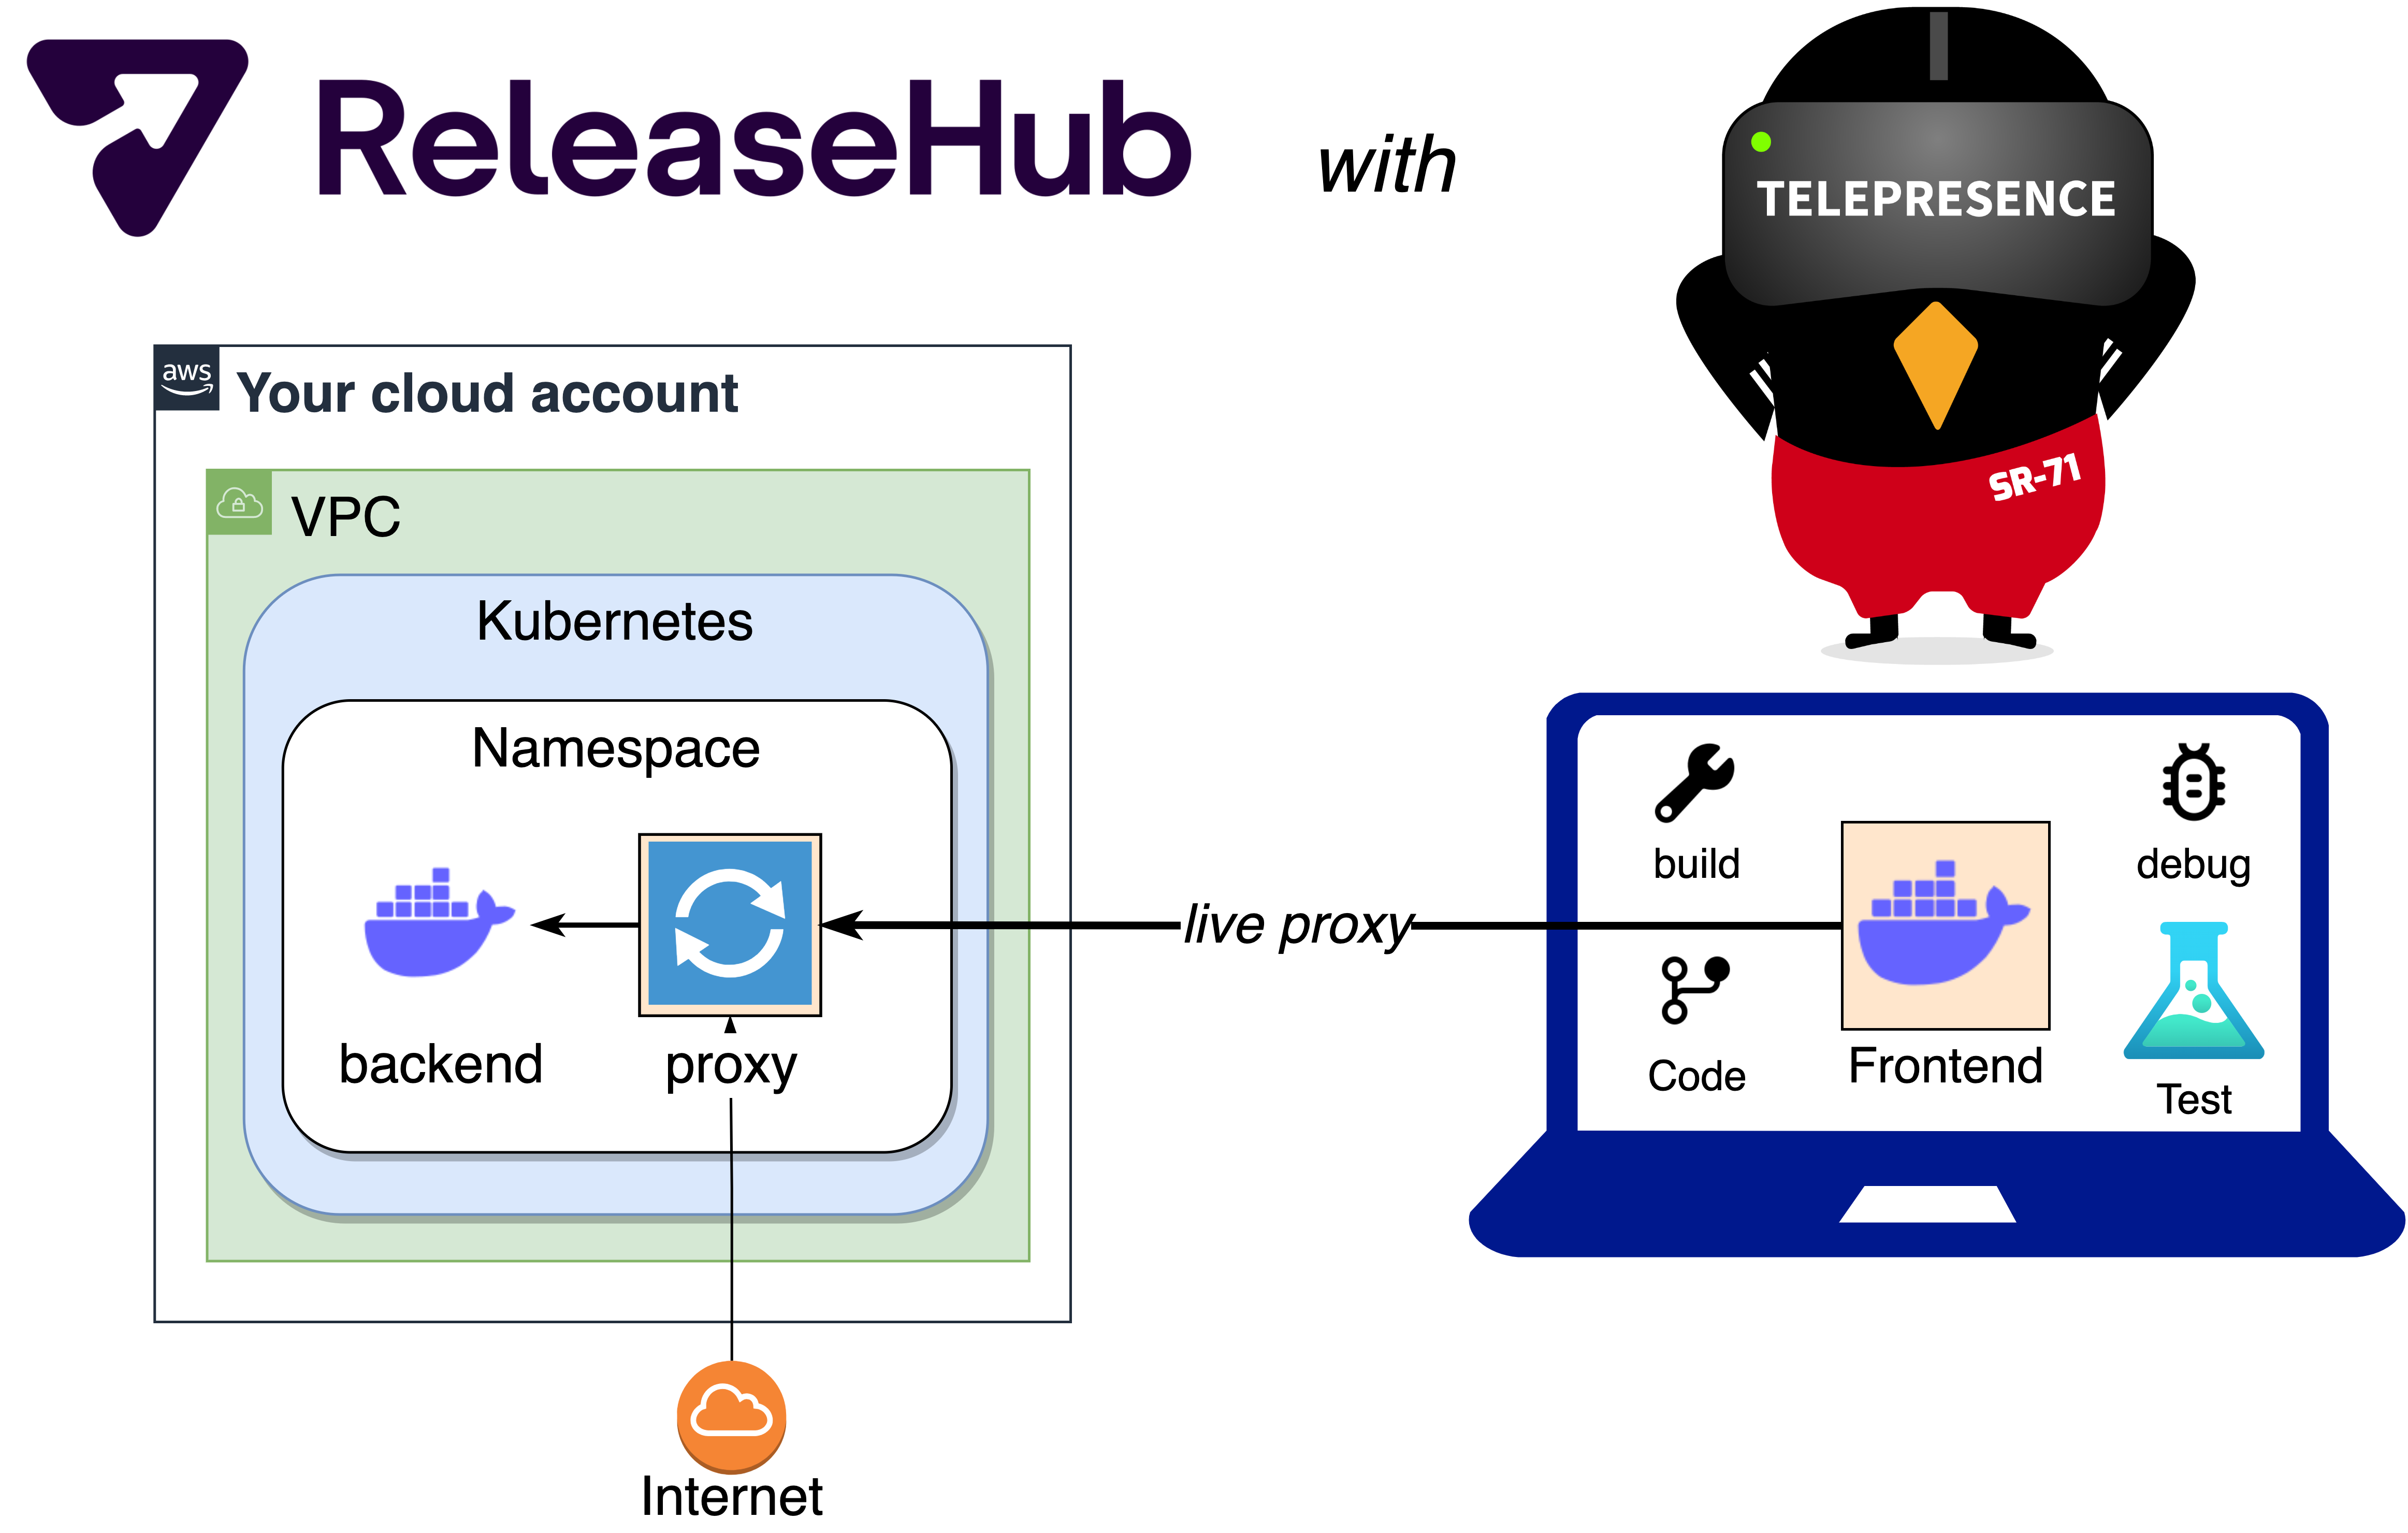 ReleaseHub
with
TELEPRESENCE
SR-71
aws
Your cloud account
VPC
Kubernetes
Namespace
backend
proxy
live proxy
build
debug
Code
Frontend
Test
Internet